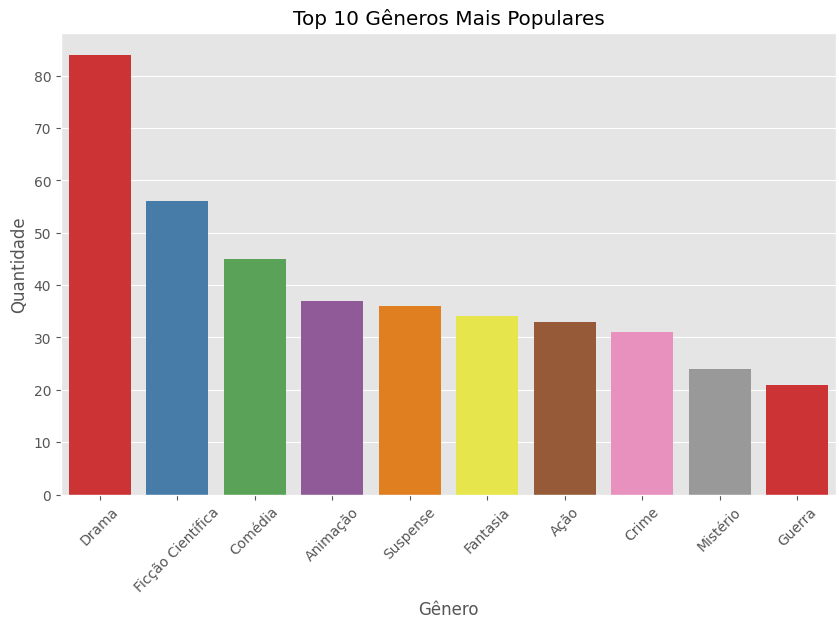 Top 10 Gêneros Mais Populares
Quantidade
80
70
60
50
40
30
20
10
0
Drama
Ficção Científica
Comédia
Animação
Suspense
Fantasia
Ação
Crime
Mistério
Guerra
Gênero